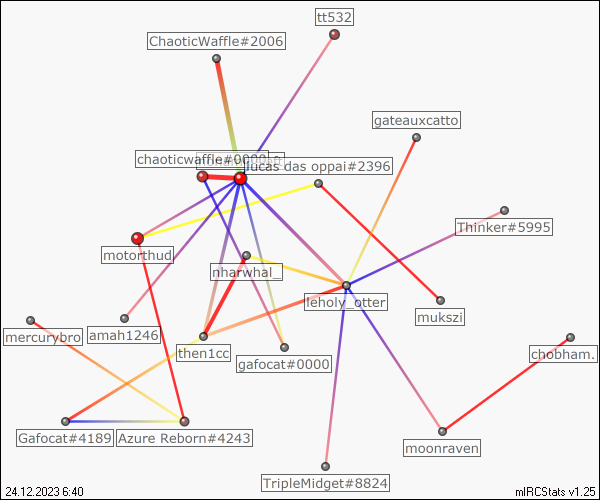 tt532
ChaoticWaffle#2006
gateauxcatto
chaoticwaffle#0000
lucas das oppai#2396
Thinker#5995
motorthud
nharwhal_
leholy_otter
mukszi
mercurybro
amah1246
then1cc
gafocat#0000
chobham.
Gafocat#4189
Azure Reborn#4243
moonraven
TripleMidget#8824
24.12.2023 6:40
mIRCStats v1.25